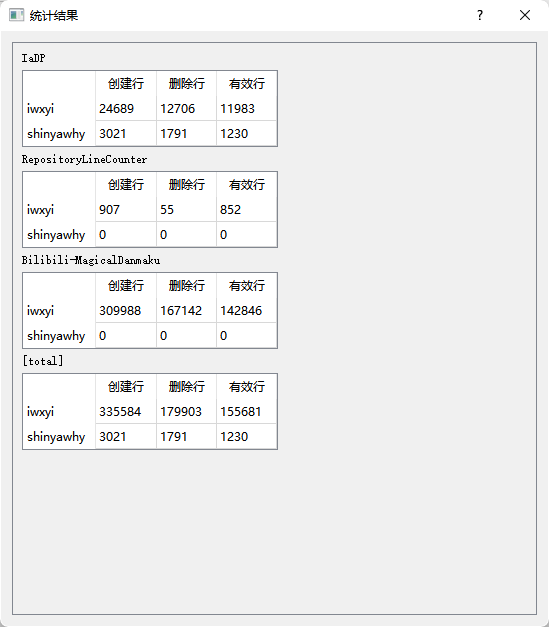 统计结果
IaDP
创建行 删除行 有效行
iwxyi 24689 12706 11983
shinyawhy 3021 1791 1230
RepositoryLineCounter
创建行 删除行 有效行
iwxyi 907 55 852
shinyawhy 0 0 0
Bilibili-MagicalDanmaku
创建行 删除行 有效行
iwxyi 309988 167142 142846
shinyawhy 0 0 0
[total]
创建行 删除行 有效行
iwxyi 335584 179903 155681
shinyawhy 3021 1791 1230